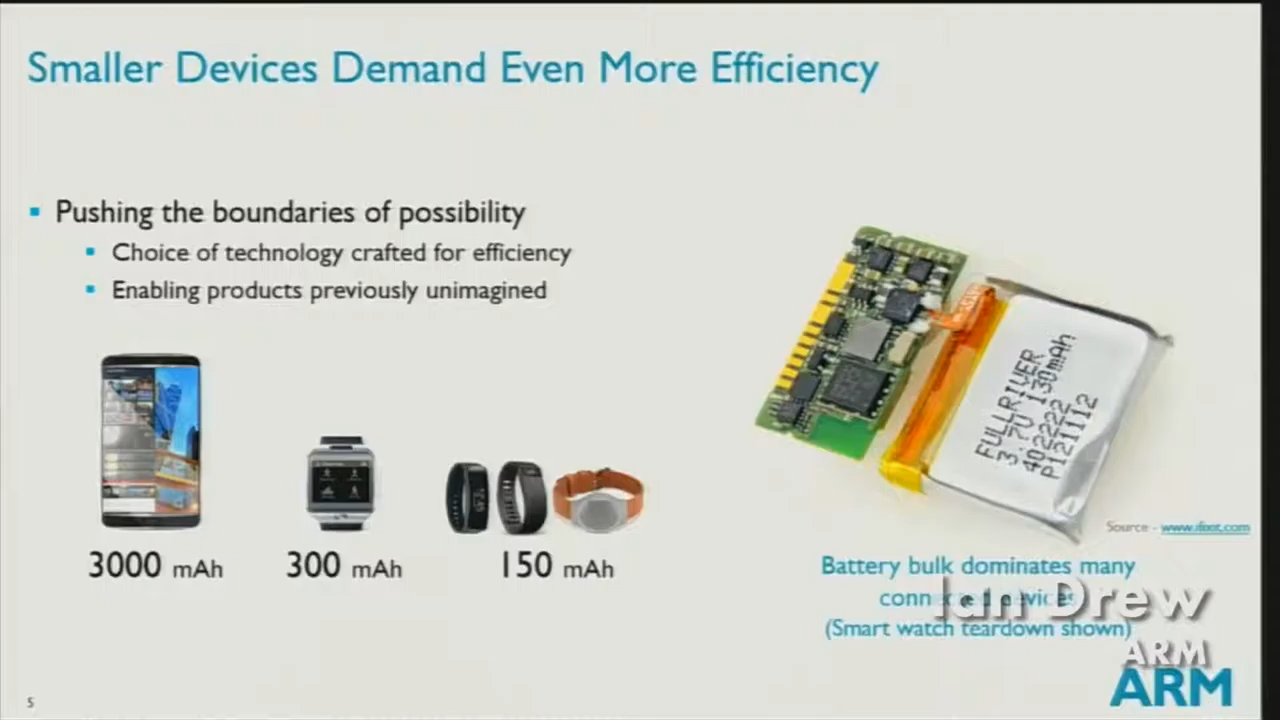 Smaller Devices Demand Even More Efficiency
Pushing the boundaries of possibility
Choice of technology crafted for efficiency
Enabling products previously unimagined
3000 mAh
300 mAh
150 mAh
FULLRIVER
3.7V 130mAh
402222
P121112
Source - www.ifixit.com
Battery bulk dominates many
connected devices
(Smart watch teardown shown)
Ian Drew
ARM
ARM
5